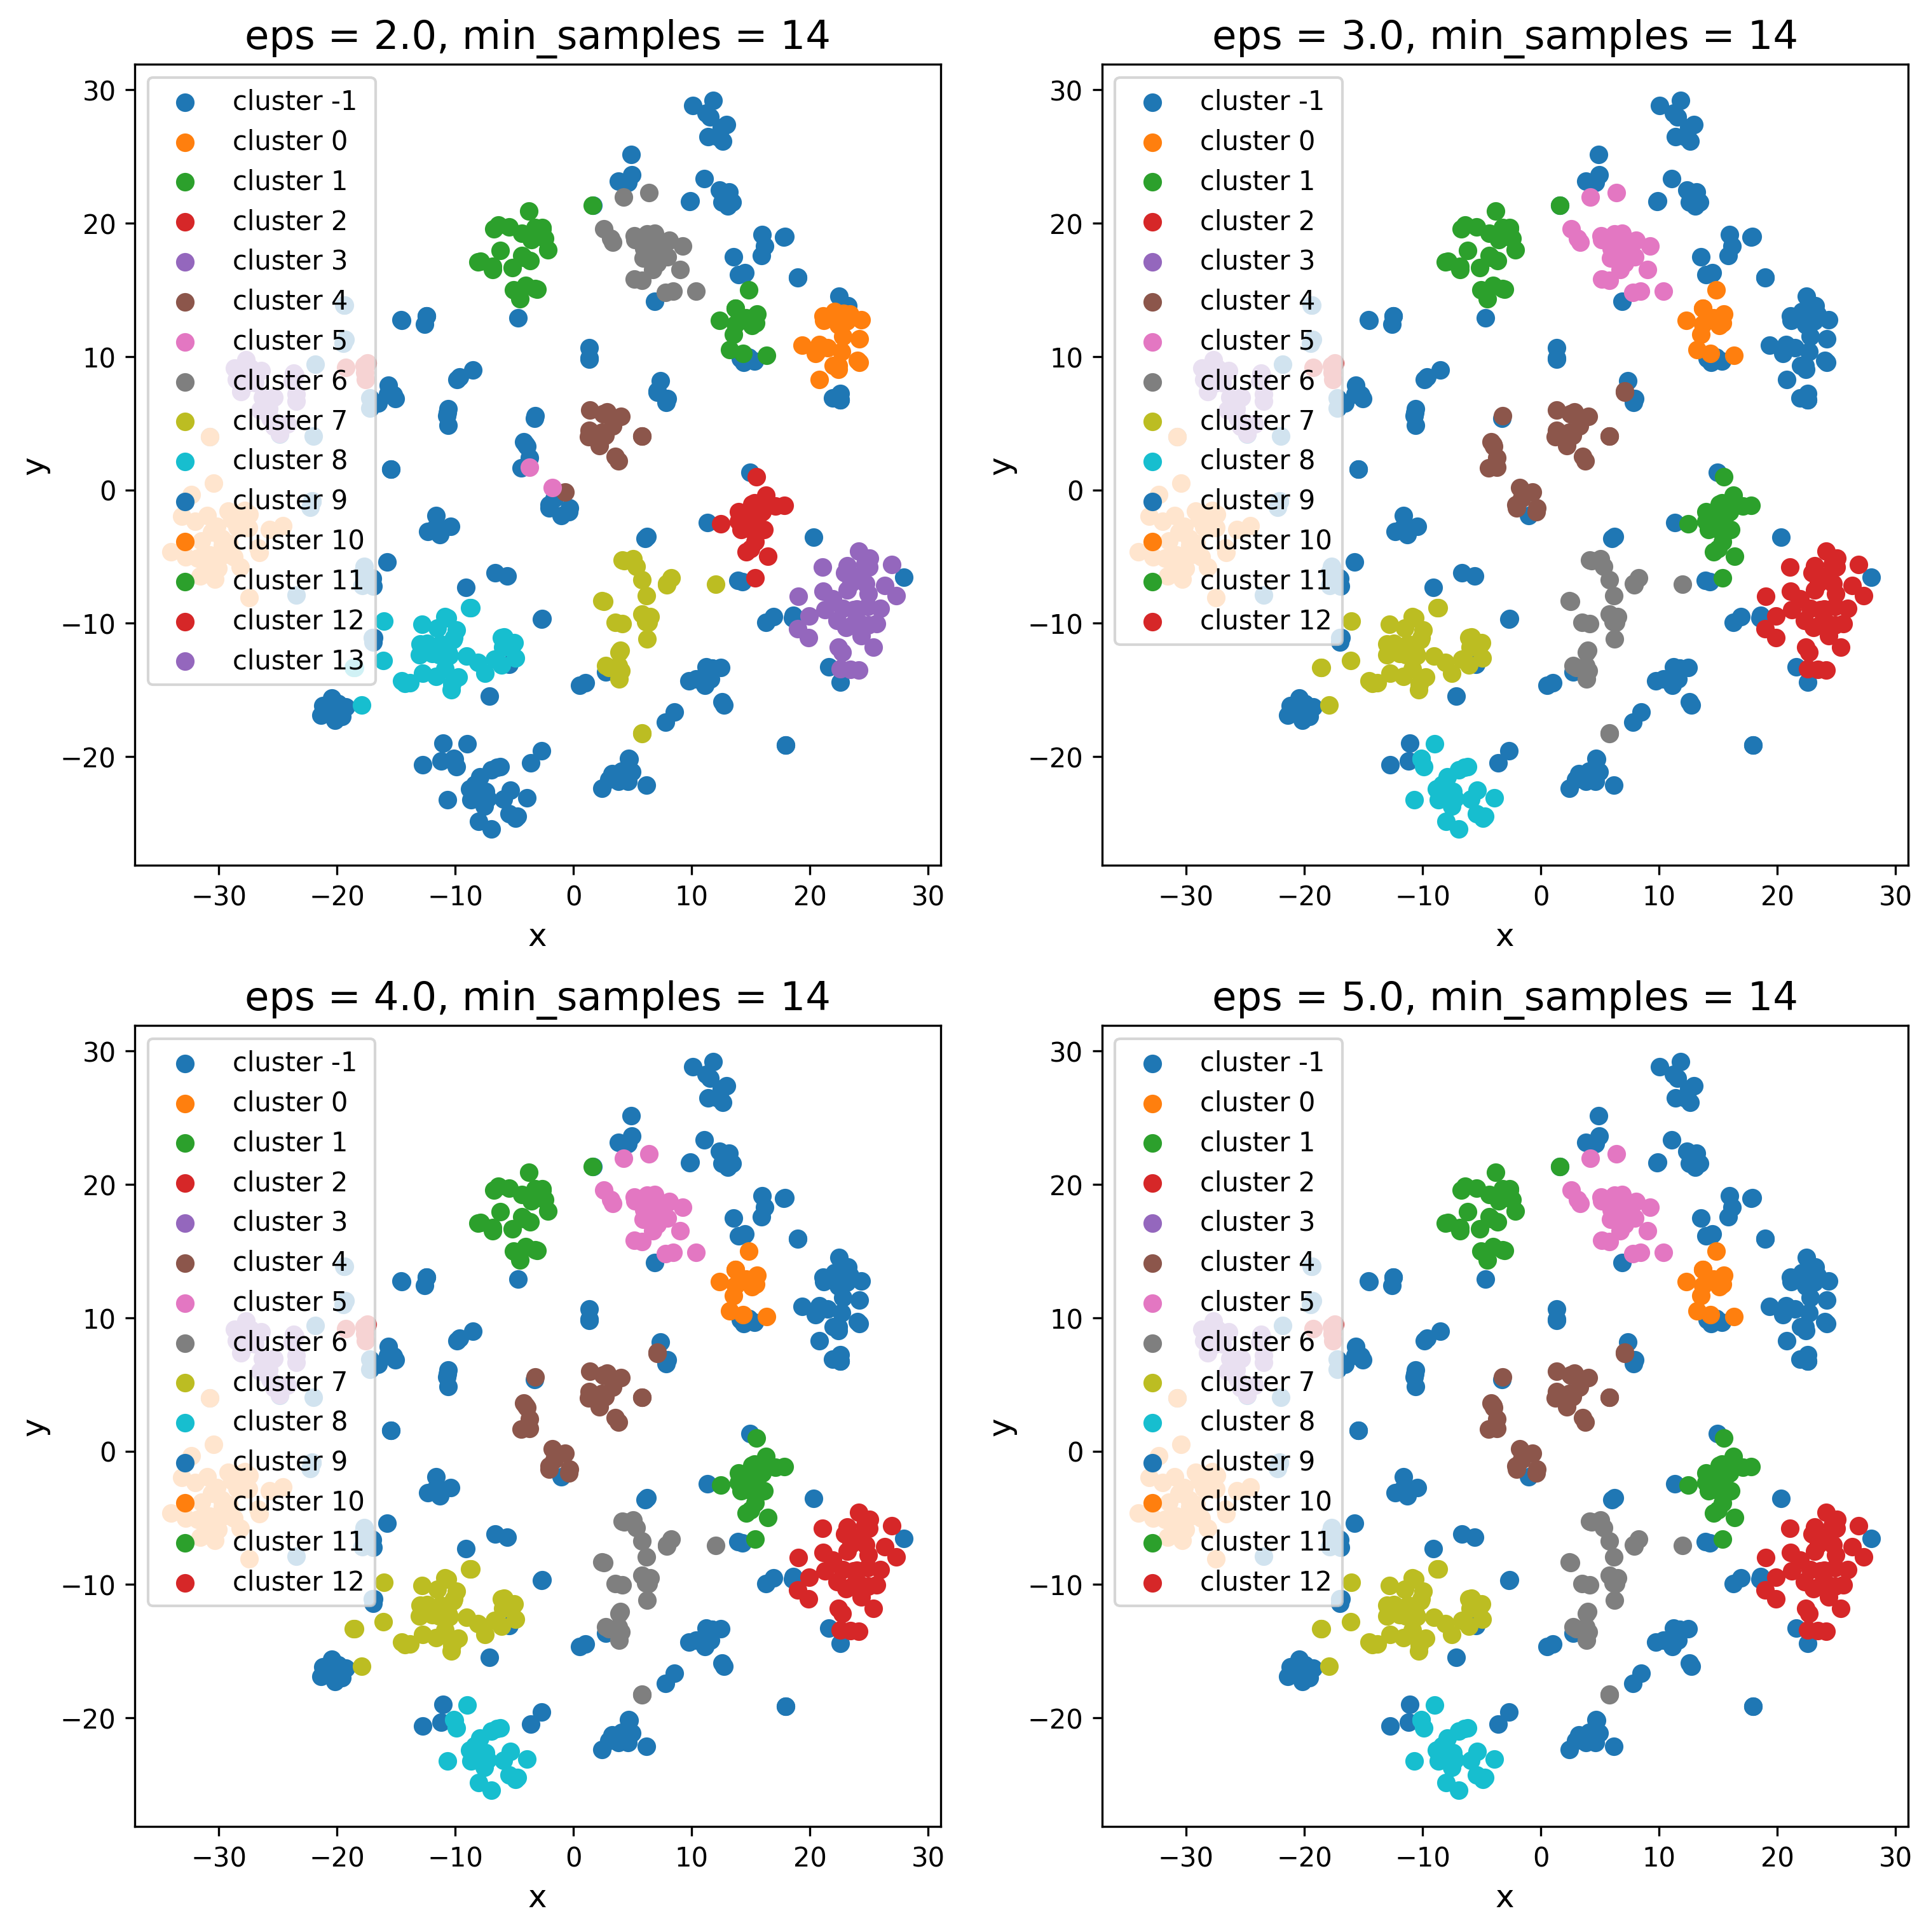 eps = 2.0, min_samples = 14
30
20
10
0
−10
−20
y
cluster -1
cluster 0
cluster 1
cluster 2
cluster 3
cluster 4
cluster 5
cluster 6
cluster 7
cluster 8
cluster 9
cluster 10
cluster 11
cluster 12
cluster 13
−30 −20 −10 0 10 20 30
x
eps = 3.0, min_samples = 14
30
20
10
0
−10
−20
y
cluster -1
cluster 0
cluster 1
cluster 2
cluster 3
cluster 4
cluster 5
cluster 6
cluster 7
cluster 8
cluster 9
cluster 10
cluster 11
cluster 12
−30 −20 −10 0 10 20 30
x
eps = 4.0, min_samples = 14
30
20
10
0
−10
−20
y
cluster -1
cluster 0
cluster 1
cluster 2
cluster 3
cluster 4
cluster 5
cluster 6
cluster 7
cluster 8
cluster 9
cluster 10
cluster 11
cluster 12
−30 −20 −10 0 10 20 30
x
eps = 5.0, min_samples = 14
30
20
10
0
−10
−20
y
cluster -1
cluster 0
cluster 1
cluster 2
cluster 3
cluster 4
cluster 5
cluster 6
cluster 7
cluster 8
cluster 9
cluster 10
cluster 11
cluster 12
−30 −20 −10 0 10 20 30
x